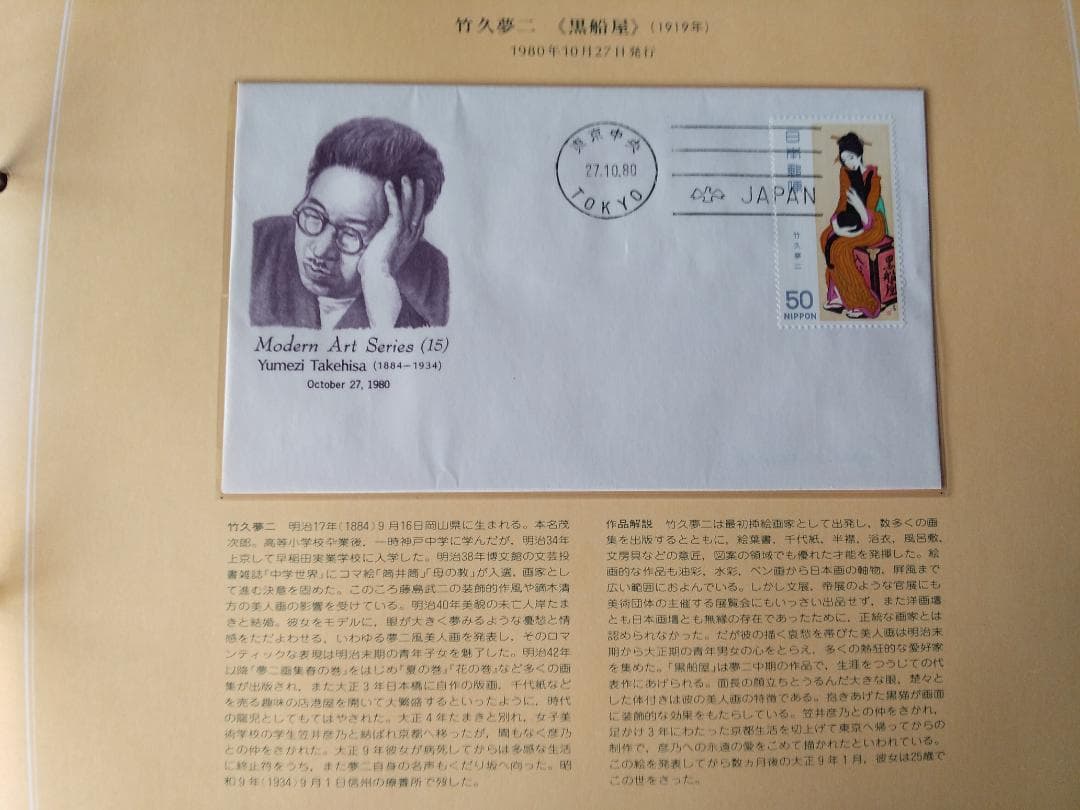 竹久夢二 《黒船屋》(1919年)
1980年10月27日発行
東京中央
27.10.80
TOKYO
JAPAN
日本郵便
竹久夢二
50
NIPPON
黒船屋
Modern Art Series (15)
Yumezi Takehisa (1884−1934)
October 27, 1980
竹久夢二 明治17年(1884)9月16日岡山県に生まれる。本名茂
次郎。高等小学校卒業後，一時神戸中学に学んだが，明治34年
上京して早稲田実業学校に入学した。明治38年博文館の文芸投
書雑誌「中学世界」にコマ絵「筒井筒」「母の教」が入選，画家とし
て進む決意を固めた。このころ藤島武二の装飾的作風や鏑木清
方の美人画の影響を受けている。明治40年美貌の未亡人岸たま
きと結婚。彼女をモデルに，眼が大きく夢みるような憂愁と情
感をただよわせる，いわゆる夢二風美人画を発表し，そのロマ
ンティックな表現は明治末期の青年子女を魅了した。明治42年
以降「夢二画集春の巻」をはじめ「夏の巻」「花の巻」など多くの画
集が出版され，また大正3年日本橋に自作の版画，千代紙など
を売る趣味の店港屋を開いて大繁盛するといったように，時代
の寵児としてもてはやされた。大正4年たまきと別れ，女子美
術学校の学生笠井彦乃と結ばれ京都へ移ったが，間もなく彦乃
との仲をさかれた。大正9年彼女が病死してからは多感な生活
に終止符をうち，また夢二自身の名声もくだり坂へ向った。昭
和9年(1934)9月1日信州の療養所で歿した。
作品解説 竹久夢二は最初挿絵画家として出発し，数多くの画
集を出版するとともに，絵葉書，千代紙，半襟，浴衣，風呂敷，
文房具などの意匠，図案の領域でも優れた才能を発揮した。絵
画的な作品も油彩，水彩，ペン画から日本画の軸物，屏風まで
広い範囲におよんでいる。しかし文展，帝展のような官展にも
美術団体の主催する展覧会にもいっさい出品せず，また洋画壇
とも日本画壇とも無縁の存在であったために，正統な画家とは
認められなかった。だが彼の描く哀愁を帯びた美人画は明治末
期から大正期の青年男女の心をとらえ，多くの熱狂的な愛好家
を集めた。「黒船屋」は夢二中期の作品で，生涯をつうじての代
表作にあげられる。面長の顔立ちとうるんだ大きな眼，楚々と
した体付きは彼の美人画の特徴である。抱きあげた黒猫が画面
に装飾的な効果をもたらしている。笠井彦乃との仲をさかれ，
足かけ3年にわたった京都生活を切上げて東京へ帰ってからの
制作で，彦乃への永遠の愛をこめて描かれたといわれている。
この絵を発表してから数ヵ月後の大正9年1月，彼女は25歳で
この世をさった。